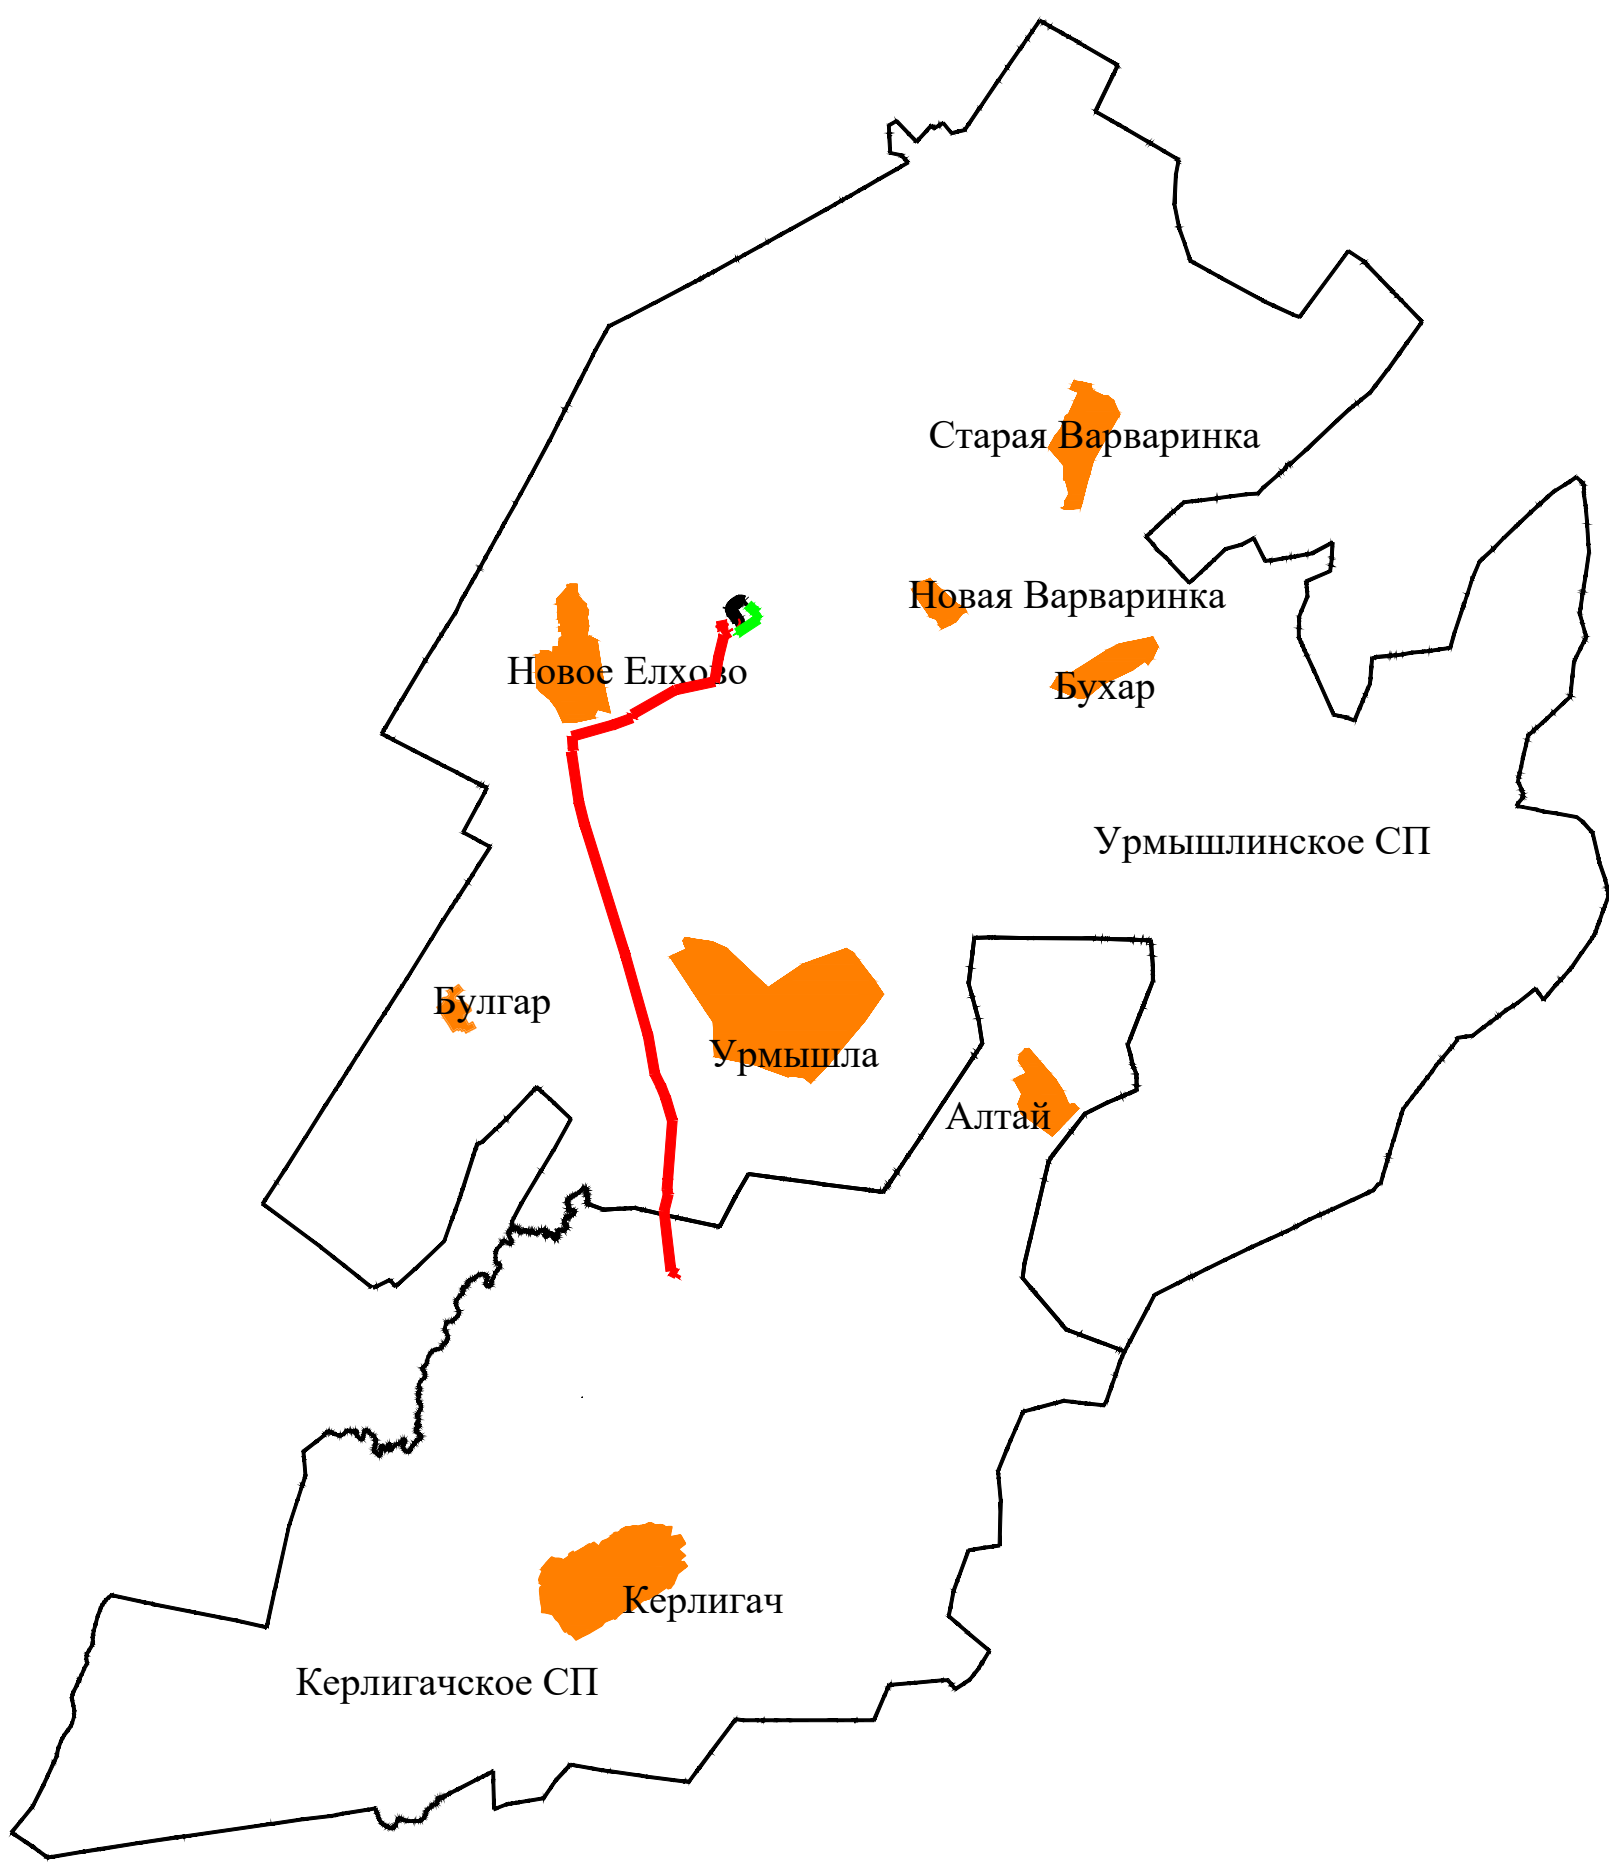 Старая Варваринка
Новая Варваринка
Новое Елхово
Бухар
Урмышлинское СП
Булгар
Урмышла
Алтай
Керлигач
Керлигачское СП